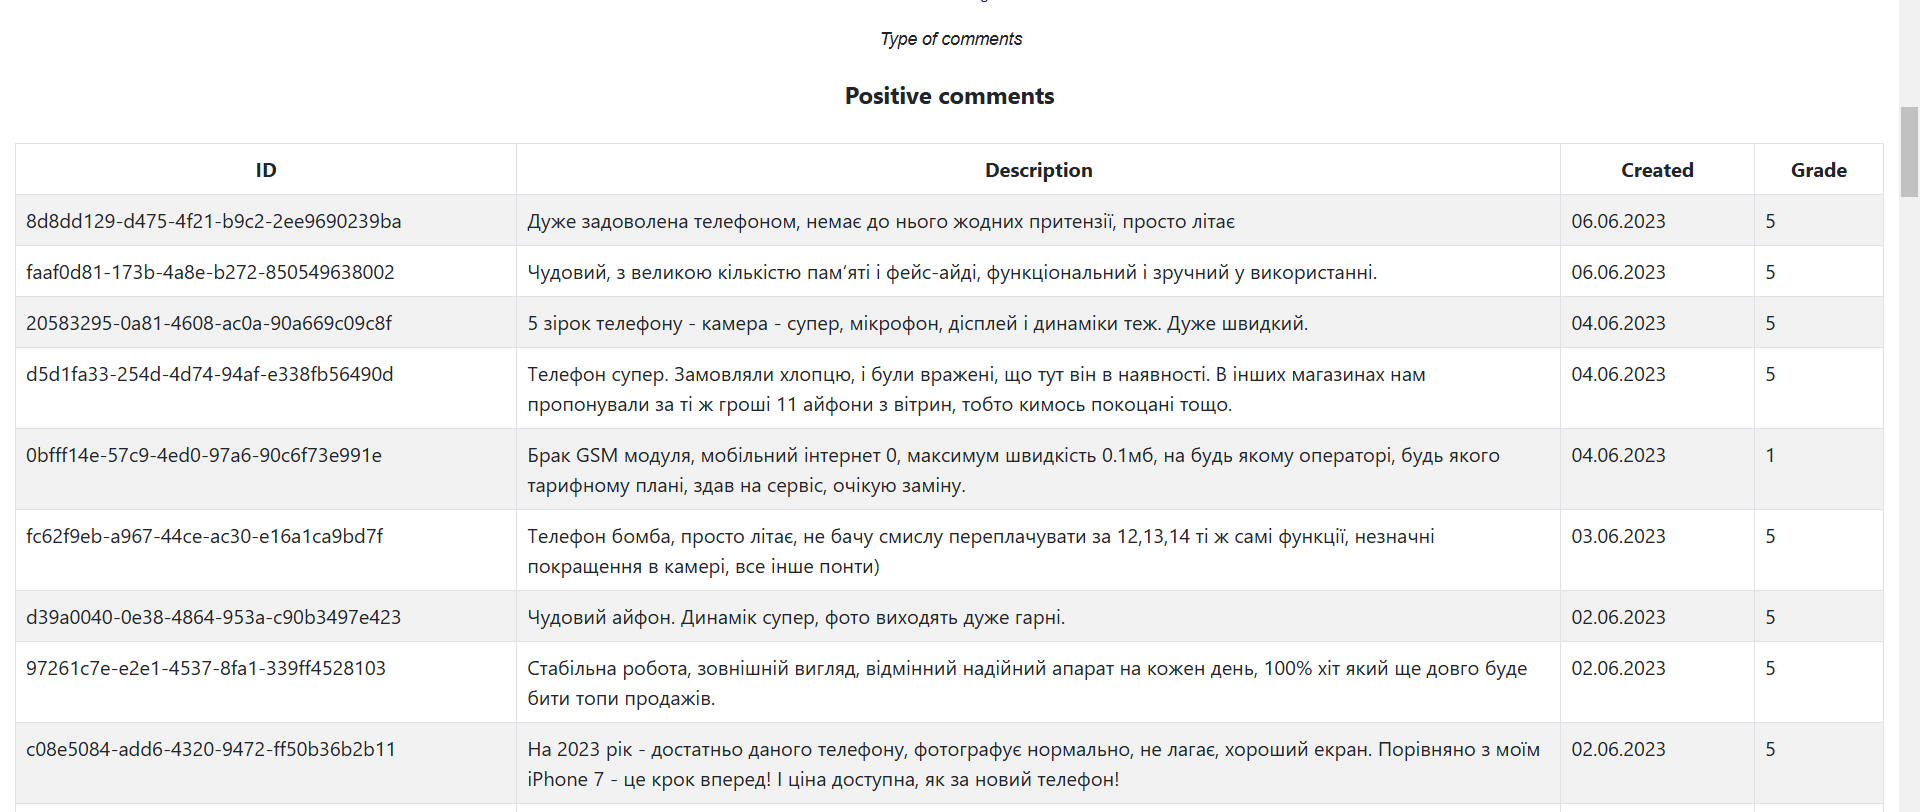 Type of comments
Positive comments
ID Description Created Grade
8d8dd129-d475-4f21-b9c2-2ee9690239ba Дуже задоволена телефоном, немає до нього жодних притензії, просто літає 06.06.2023 5
faaf0d81-173b-4a8e-b272-850549638002 Чудовий, з великою кількістю пам’яті і фейс-айді, функціональний і зручний у використанні. 06.06.2023 5
20583295-0a81-4608-ac0a-90a669c09c8f 5 зірок телефону - камера - супер, мікрофон, дісплей і динаміки теж. Дуже швидкий. 04.06.2023 5
d5d1fa33-254d-4d74-94af-e338fb56490d Телефон супер. Замовляли хлопцю, і були вражені, що тут він в наявності. В інших магазинах нам 04.06.2023 5
пропонували за ті ж гроші 11 айфони з вітрин, тобто кимось покоцані тощо.
0bfff14e-57c9-4ed0-97a6-90c6f73e991e Брак GSM модуля, мобільний інтернет 0, максимум швидкість 0.1мб, на будь якому операторі, будь якого 04.06.2023 1
тарифному плані, здав на сервіс, очікую заміну.
fc62f9eb-a967-44ce-ac30-e16a1ca9bd7f Телефон бомба, просто літає, не бачу смислу переплачувати за 12,13,14 ті ж самі функції, незначні 03.06.2023 5
покращення в камері, все інше понти)
d39a0040-0e38-4864-953a-c90b3497e423 Чудовий айфон. Динамік супер, фото виходять дуже гарні. 02.06.2023 5
97261c7e-e2e1-4537-8fa1-339ff4528103 Стабільна робота, зовнішній вигляд, відмінний надійний апарат на кожен день, 100% хіт який ще довго буде 02.06.2023 5
бити топи продажів.
c08e5084-add6-4320-9472-ff50b36b2b11 На 2023 рік - достатньо даного телефону, фотографує нормально, не лагає, хороший екран. Порівняно з моїм 02.06.2023 5
iPhone 7 - це крок вперед! І ціна доступна, як за новий телефон!